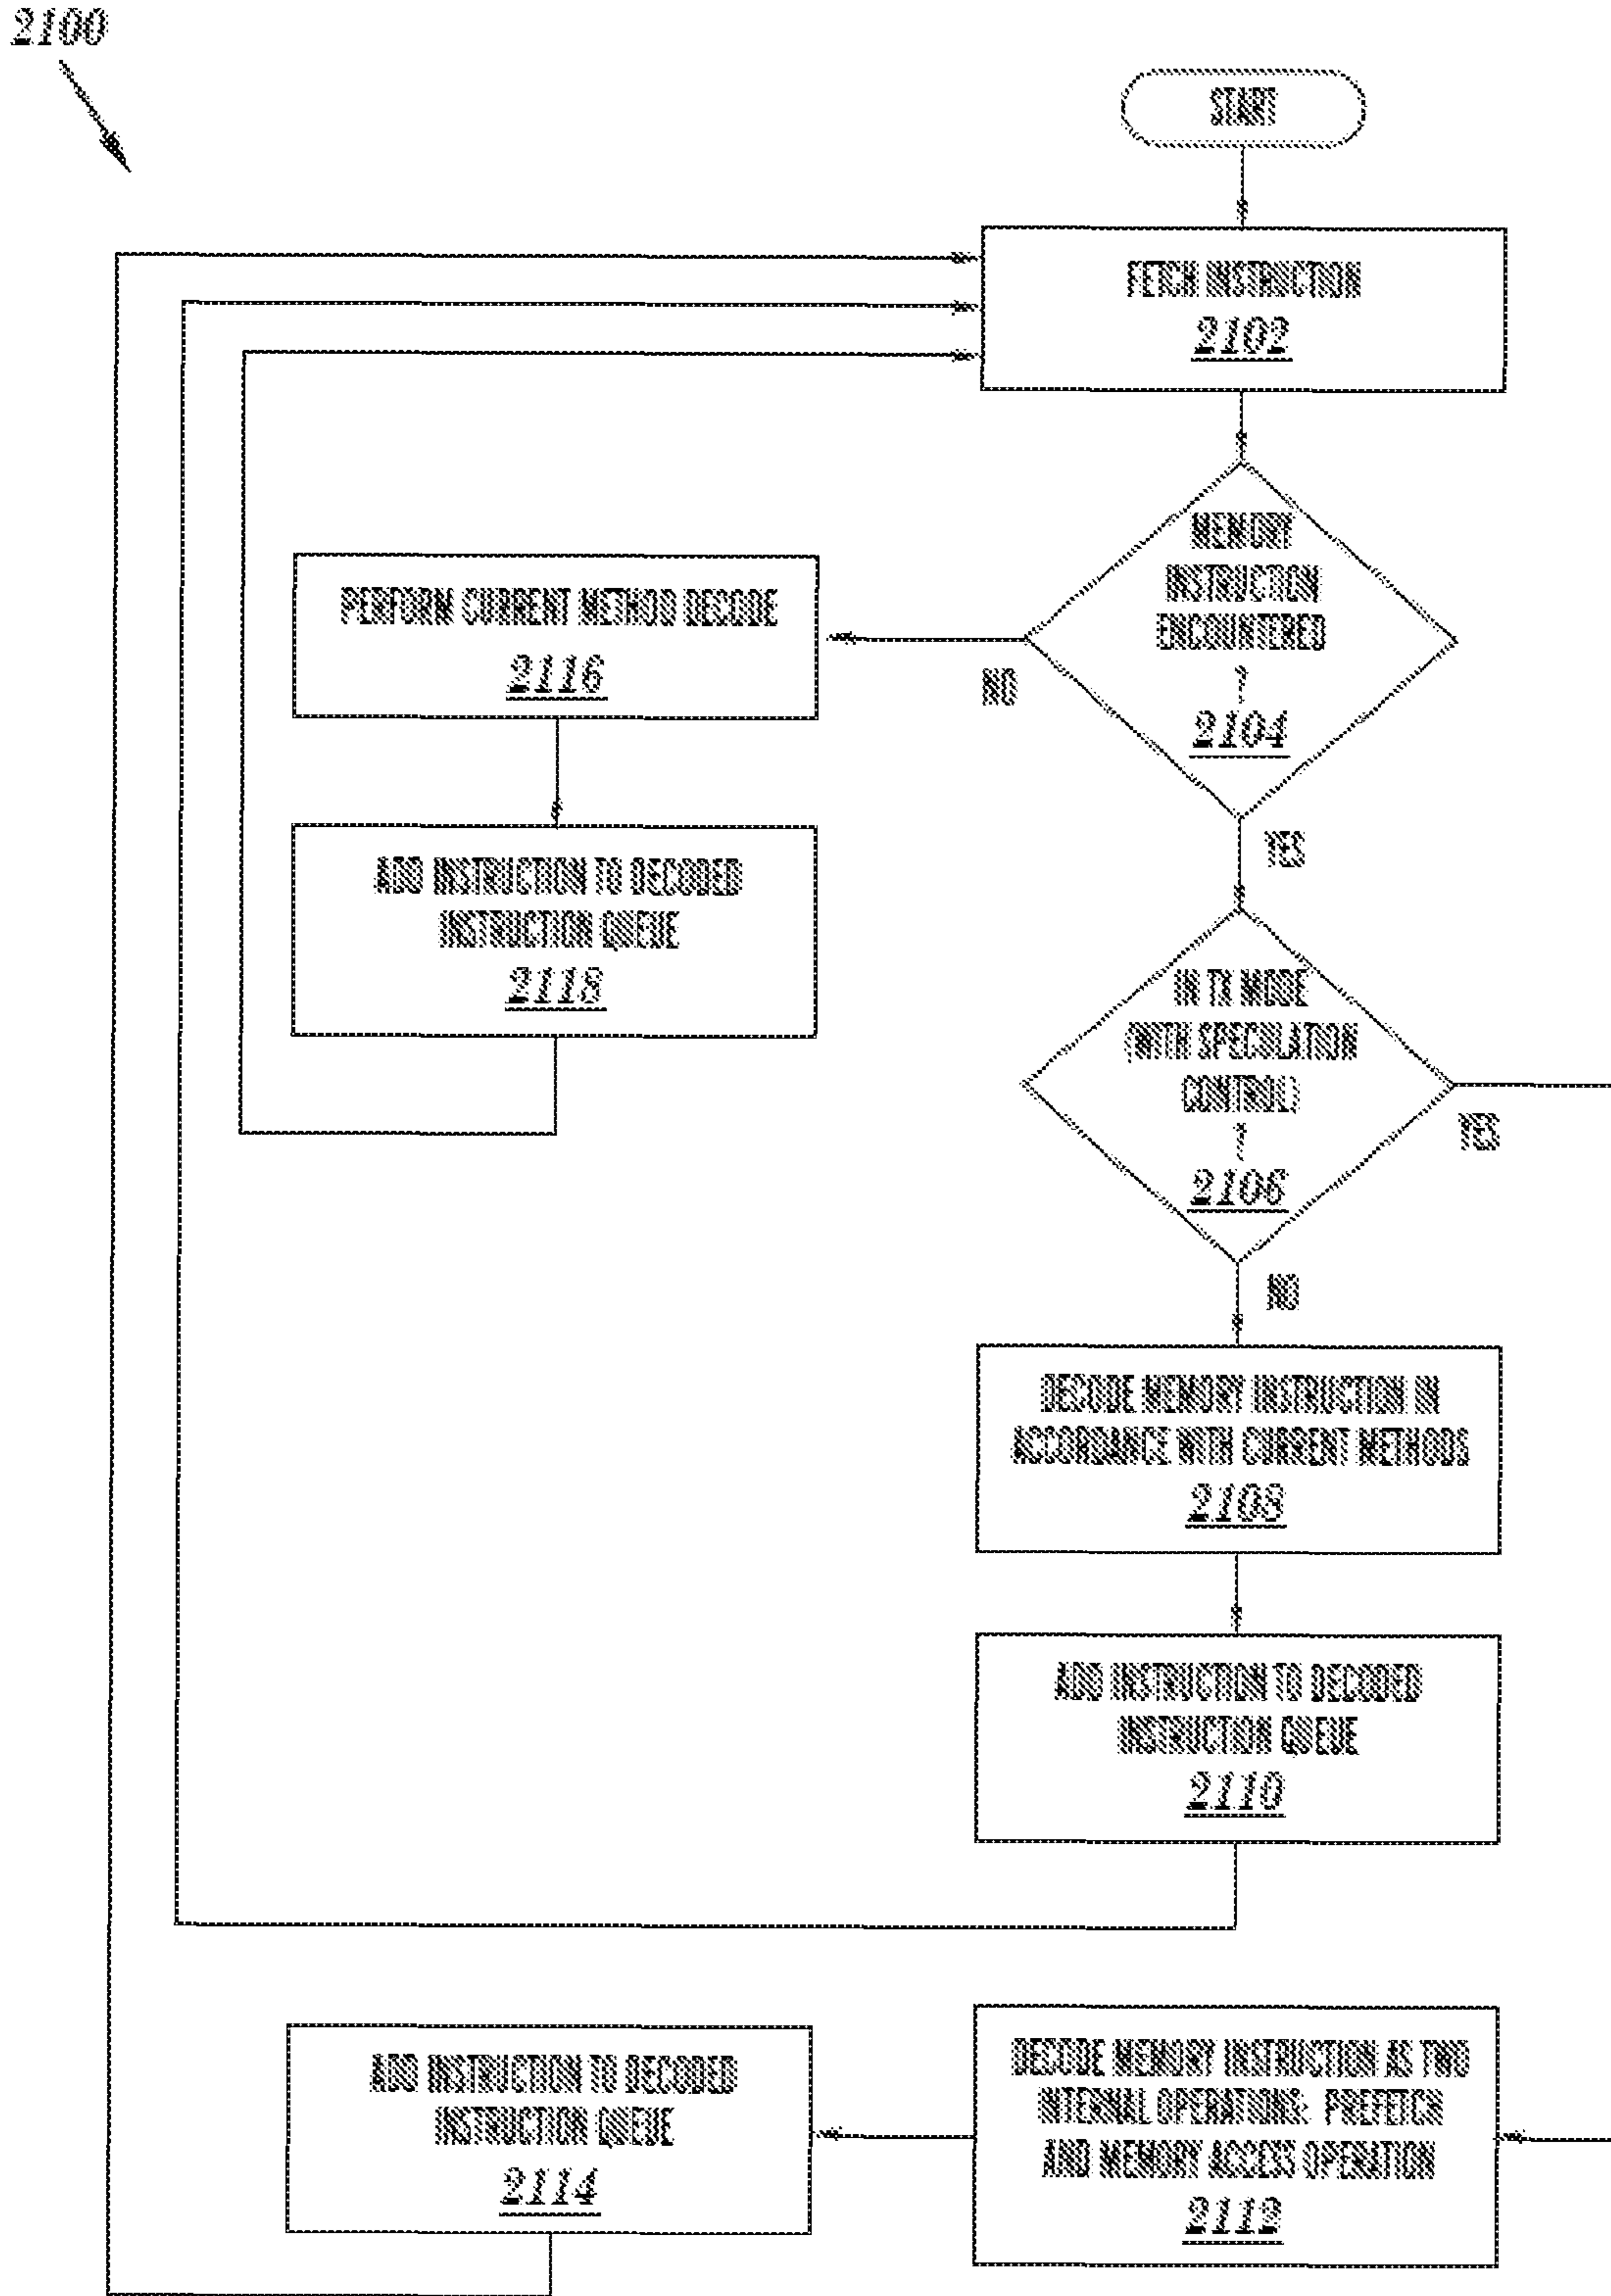 2100
START
FETCH INSTRUCTION
2102
MEMORY
INSTRUCTION
ENCOUNTERED
?
2104
NO
YES
PERFORM CURRENT METHOD DECODE
2116
ADD INSTRUCTION TO DECODED
INSTRUCTION QUEUE
2118
IN TX MODE
(WITH SPECULATION
CONTROL)
?
2106
YES
NO
DECODE MEMORY INSTRUCTION IN
ACCORDANCE WITH CURRENT METHODS
2108
ADD INSTRUCTION TO DECODED
INSTRUCTION QUEUE
2110
DECODE MEMORY INSTRUCTION AS TWO
INTERNAL OPERATIONS: PREFETCH
AND MEMORY ACCESS OPERATION
2112
ADD INSTRUCTION TO DECODED
INSTRUCTION QUEUE
2114